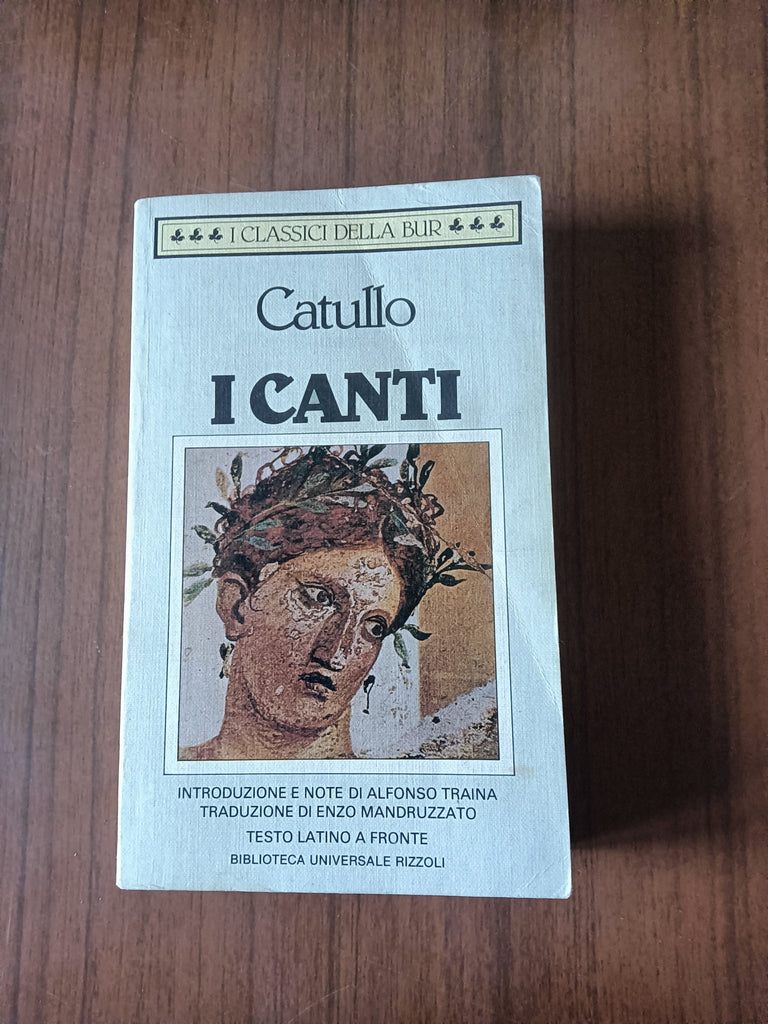 I CLASSICI DELLA BUR
Catullo
I CANTI
INTRODUZIONE E NOTE DI ALFONSO TRAINA
TRADUZIONE DI ENZO MANDRUZZATO
TESTO LATINO A FRONTE
BIBLIOTECA UNIVERSALE RIZZOLI